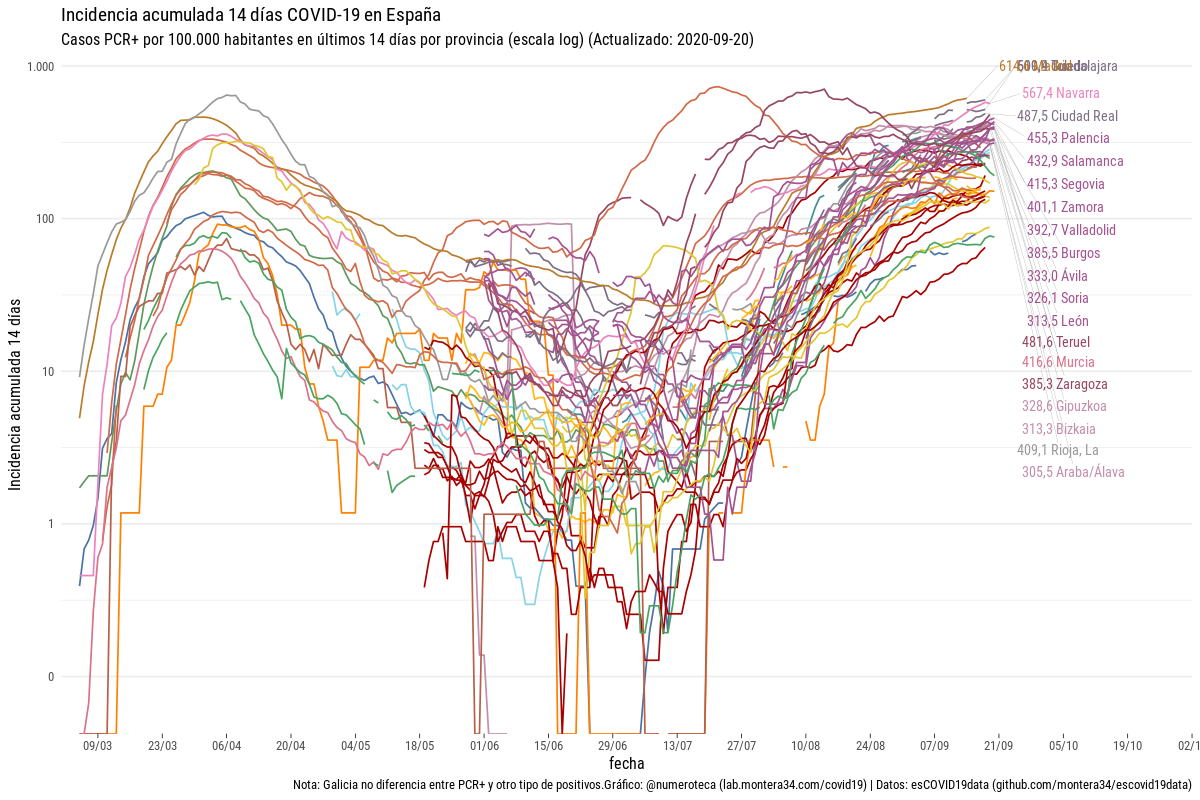 Incidencia acumulada 14 días COVID-19 en España
Casos PCR+ por 100.000 habitantes en últimos 14 días por provincia (escala log) (Actualizado: 2020-09-20)
Incidencia acumulada 14 días
1.000
100
10
1
0
567,4 Navarra
487,5 Ciudad Real
455,3 Palencia
432,9 Salamanca
415,3 Segovia
401,1 Zamora
392,7 Valladolid
385,5 Burgos
333,0 Ávila
326,1 Soria
313,5 León
481,6 Teruel
416,6 Murcia
385,3 Zaragoza
328,6 Gipuzkoa
313,3 Bizkaia
409,1 Rioja, La
305,5 Araba/Álava
09/03 23/03 06/04 20/04 04/05 18/05 01/06 15/06 29/06 13/07 27/07 10/08 24/08 07/09 21/09 05/10 19/10 02/1
fecha
Nota: Galicia no diferencia entre PCR+ y otro tipo de positivos.Gráfico: @numeroteca (lab.montera34.com/covid19) | Datos: esCOVID19data (github.com/montera34/escovid19data)